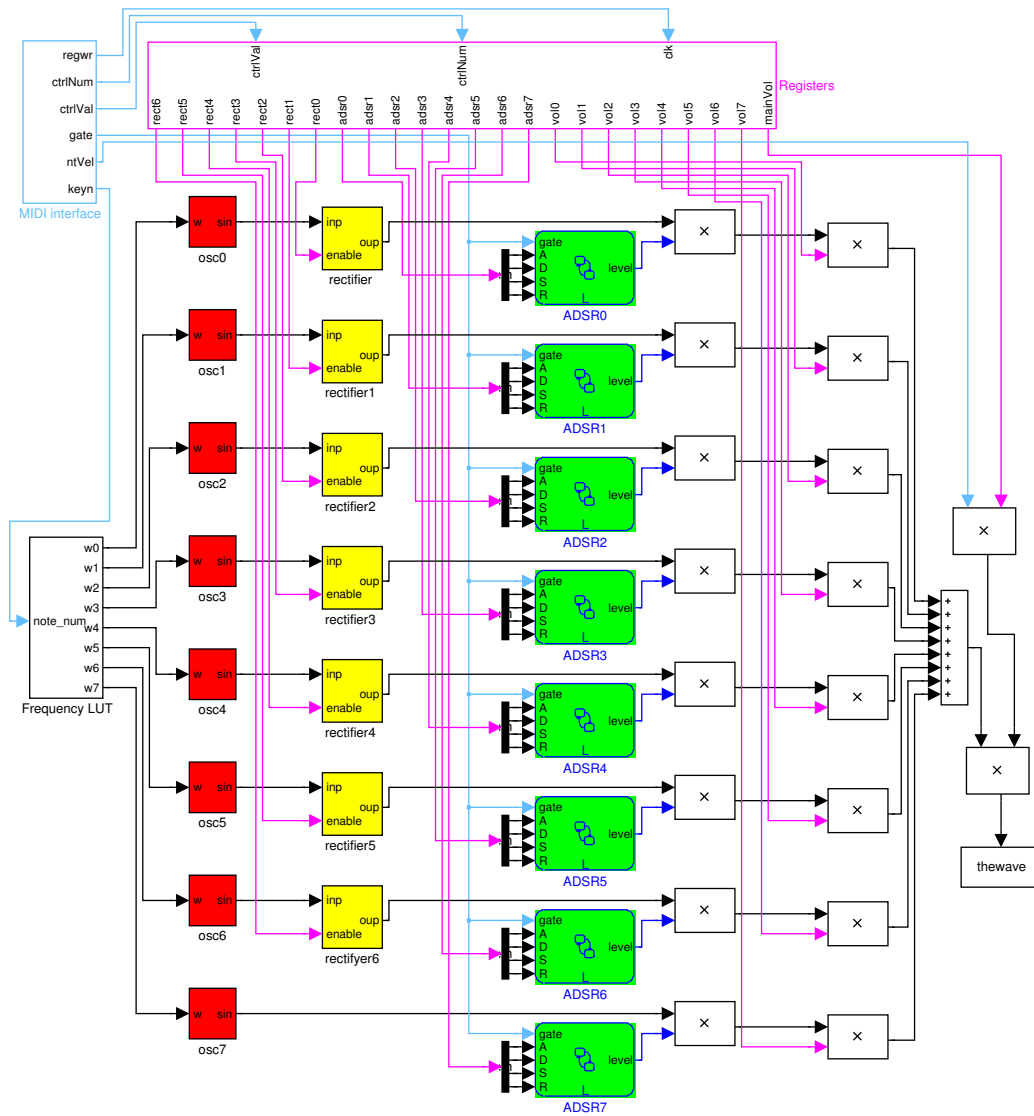 regwr
ctrlNum
ctrlVal
gate
ntVel
keyn
MIDI interface
ctrlVal
ctrlNum
clk
rect6
rect5
rect4
rect3
rect2
rect1
rect0
adsr0
adsr1
adsr2
adsr3
adsr4
adsr5
adsr6
adsr7
vol0
vol1
vol2
vol3
vol4
vol5
vol6
vol7
mainVol
Registers
w sin
osc0
inp
oup
enable
rectifier
gate
A
D
S
R
level
L
ADSR0
×
×
w sin
osc1
inp
oup
enable
rectifier1
gate
A
D
S
R
level
L
ADSR1
×
×
w sin
osc2
inp
oup
enable
rectifier2
gate
A
D
S
R
level
L
ADSR2
×
×
w sin
osc3
inp
oup
enable
rectifier3
gate
A
D
S
R
level
L
ADSR3
×
×
w sin
osc4
inp
oup
enable
rectifier4
gate
A
D
S
R
level
L
ADSR4
×
×
w sin
osc5
inp
oup
enable
rectifier5
gate
A
D
S
R
level
L
ADSR5
×
×
w sin
osc6
inp
oup
enable
rectifyer6
gate
A
D
S
R
level
L
ADSR6
×
×
w sin
osc7
gate
A
D
S
R
level
L
ADSR7
×
×
note_num
w0
w1
w2
w3
w4
w5
w6
w7
Frequency LUT
+
+
+
+
+
+
+
+
×
×
thewave